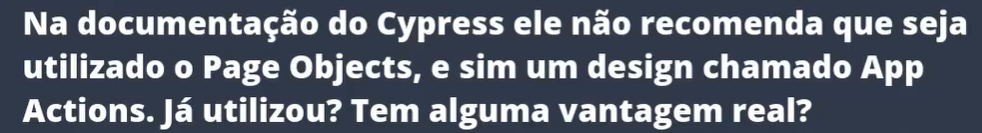 Na documentação do Cypress ele não recomenda que seja
utilizado o Page Objects, e sim um design chamado App
Actions. Já utilizou? Tem alguma vantagem real?